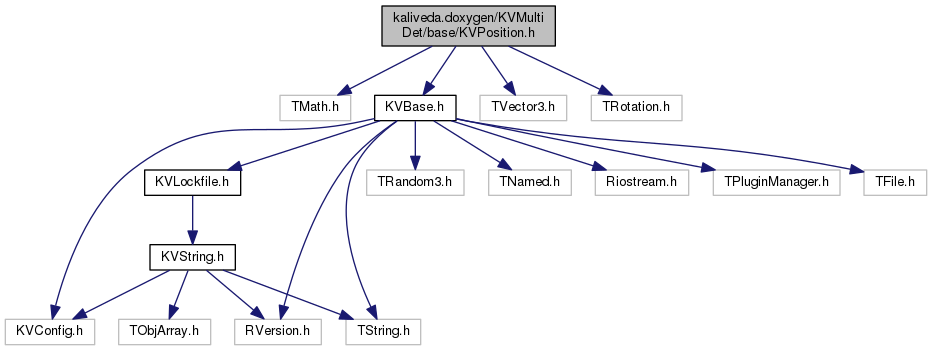 kaliveda.doxygen/KVMulti
Det/base/KVPosition.h
TMath.h
KVBase.h
TVector3.h
TRotation.h
KVLockfile.h
TRandom3.h
TNamed.h
Riostream.h
TPluginManager.h
TFile.h
KVString.h
KVConfig.h
TObjArray.h
RVersion.h
TString.h